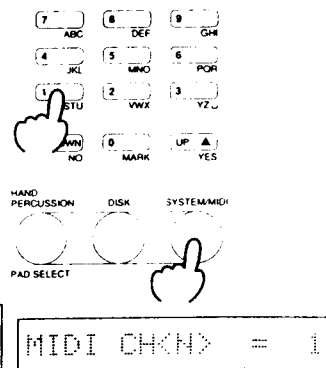 7 8 9
ABC DEF GHI
4 5 6
JKL MNO PQR
1 2 3
STU VWX YZ
WN 0 UP ▲
NO MARK YES
HAND
PERCUSSION DISK SYSTEM/MIDI
PAD SELECT
MIDI CH<N> = 1